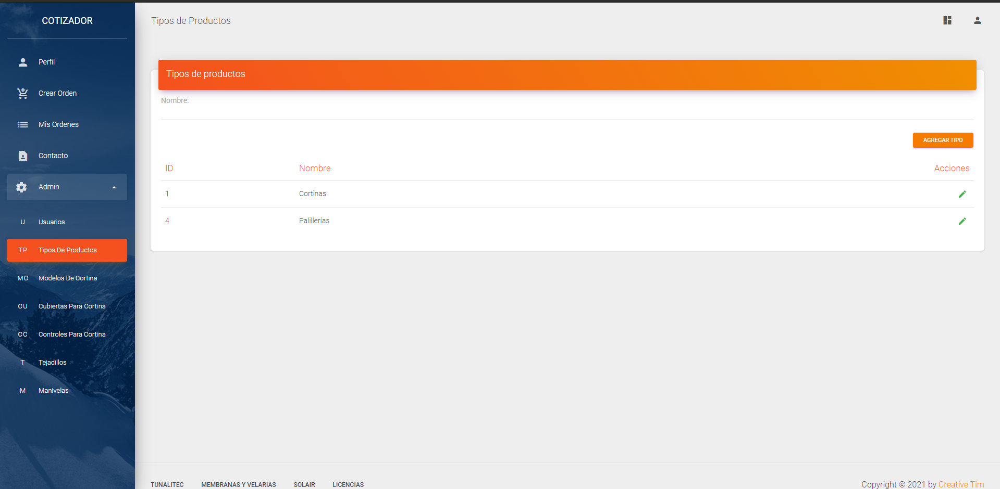 COTIZADOR
Perfil
Crear Orden
Mis Ordenes
Contacto
Admin
U Usuarios
TP Tipos De Productos
MC Modelos De Cortina
CU Cubiertas Para Cortina
CC Controles Para Cortina
T Tejadillos
M Manivelas
Tipos de Productos
Tipos de productos
Nombre:
AGREGAR TIPO
ID Nombre Acciones
1 Cortinas
4 Palillerías
TUNALITEC MEMBRANAS Y VELARIAS SOLAIR LICENCIAS
Copyright © 2021 by Creative Tim